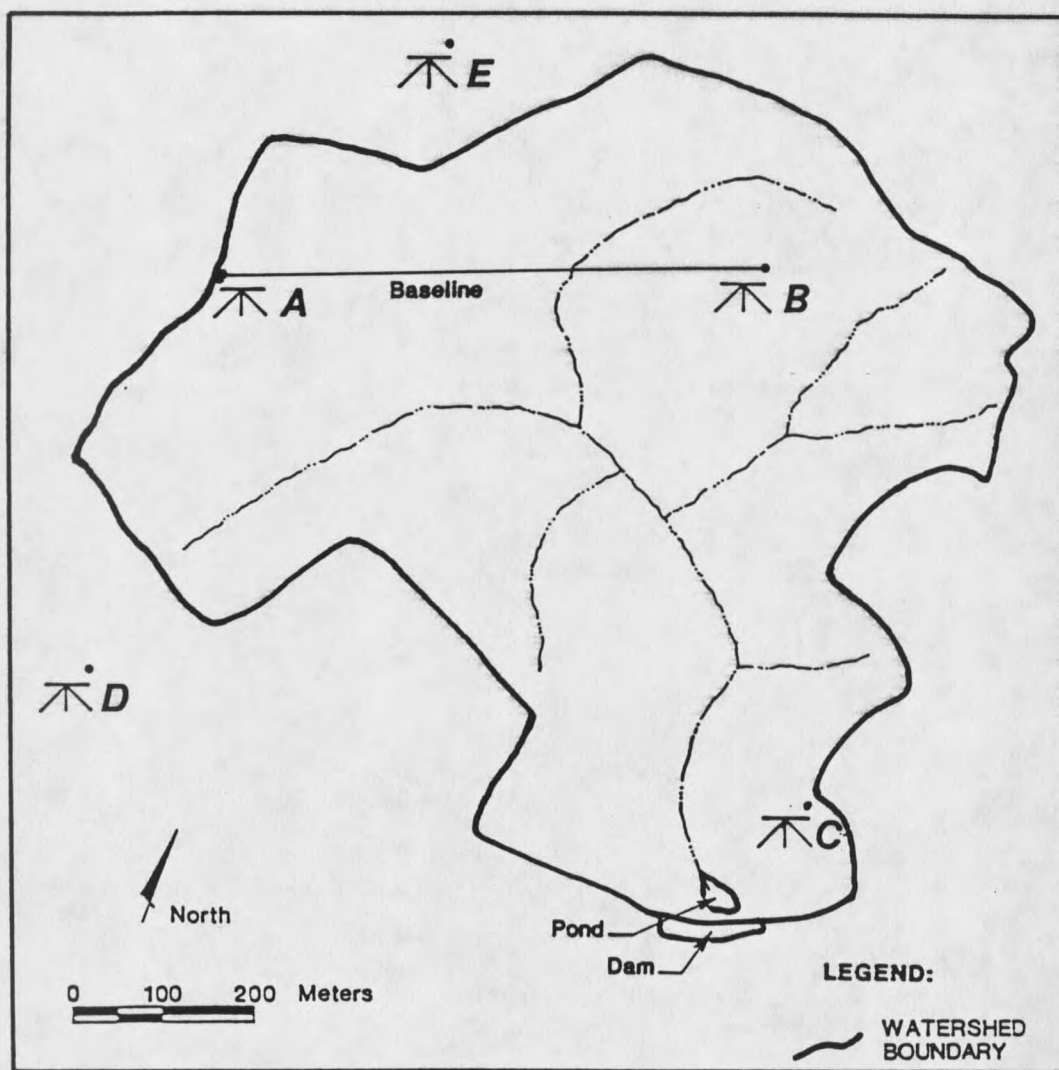 E
A
Baseline
B
D
C
North
Pond
Dam
0 100 200 Meters
LEGEND:
WATERSHED
BOUNDARY